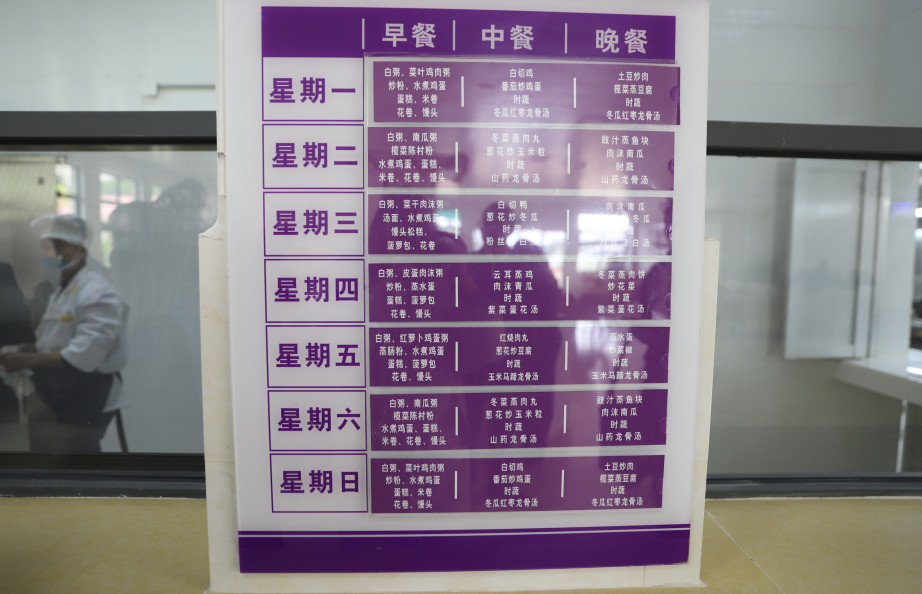 早餐 中餐 晚餐
星期一
白粥、菜叶鸡肉粥
炒粉、水煮鸡蛋
蛋糕、米卷
花卷、馒头
白切鸡
番茄炒鸡蛋
时蔬
冬瓜红枣龙骨汤
土豆炒肉
榄菜蒸豆腐
时蔬
冬瓜红枣龙骨汤
星期二
白粥、南瓜粥
榄菜陈村粉
水煮鸡蛋、蛋糕、
米卷、花卷、馒头
冬菜蒸肉丸
葱花炒玉米粒
时蔬
山药龙骨汤
豉汁蒸鱼块
肉沫南瓜
时蔬
山药龙骨汤
星期三
白粥、菜干肉沫粥
汤面、水煮鸡蛋
馒头松糕、
菠萝包、花卷
白切鸭
葱花炒冬瓜
时蔬
粉丝
白
肉沫南瓜
冬瓜
汤
星期四
白粥、皮蛋肉沫粥
炒粉、蒸水蛋
蛋糕、菠萝包
花卷、馒头
云耳蒸鸡
肉沫青瓜
时蔬
紫菜蛋花汤
冬菜蒸肉饼
炒花菜
时蔬
紫菜蛋花汤
星期五
白粥、红萝卜鸡蛋粥
蒸肠粉、水煮鸡蛋
蛋糕、菠萝包
花卷、馒头
红烧肉丸
葱花炒豆腐
时蔬
玉米马蹄龙骨汤
蒸水蛋
炒菜椒
时蔬
玉米马蹄龙骨汤
星期六
白粥、南瓜粥
榄菜陈村粉
水煮鸡蛋、蛋糕、
米卷、花卷、馒头
冬菜蒸肉丸
葱花炒玉米粒
时蔬
山药龙骨汤
豉汁蒸鱼块
肉沫南瓜
时蔬
山药龙骨汤
星期日
白粥、菜叶鸡肉粥
炒粉、水煮鸡蛋
蛋糕、米卷
花卷、馒头
白切鸡
番茄炒鸡蛋
时蔬
冬瓜红枣龙骨汤
土豆炒肉
榄菜蒸豆腐
时蔬
冬瓜红枣龙骨汤